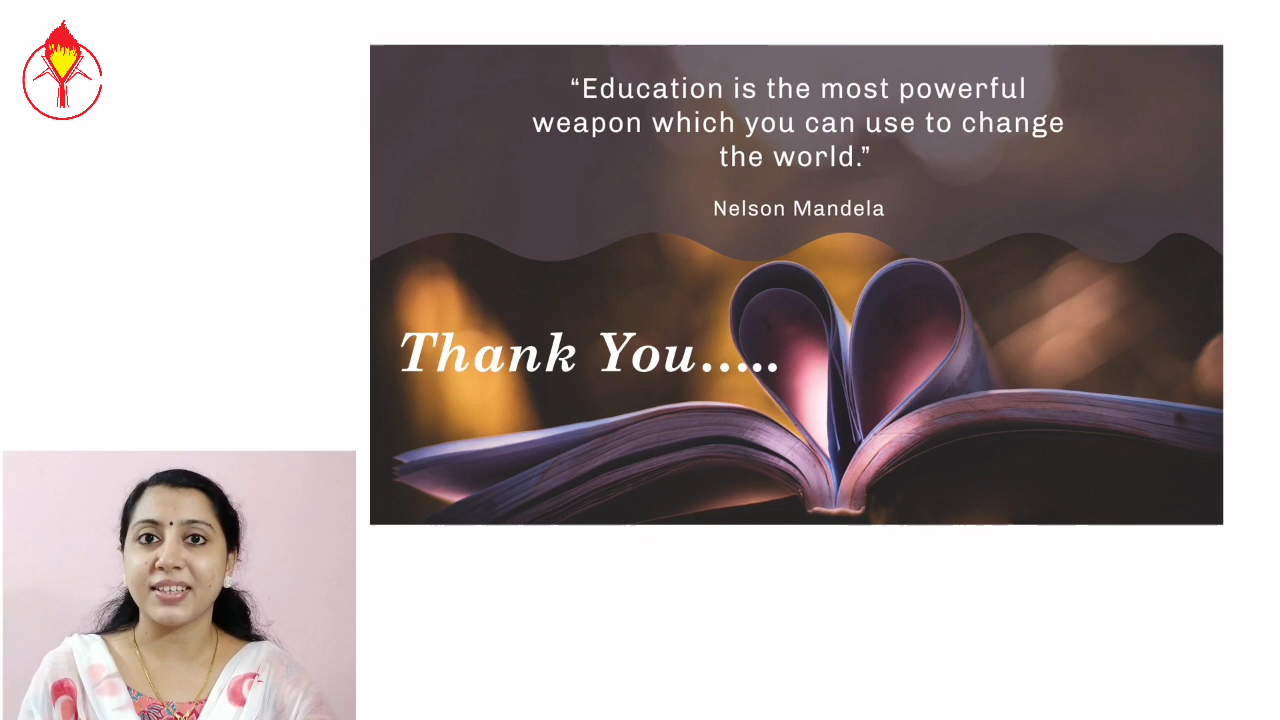 “Education is the most powerful
weapon which you can use to change
the world.”
Nelson Mandela
Thank You.....